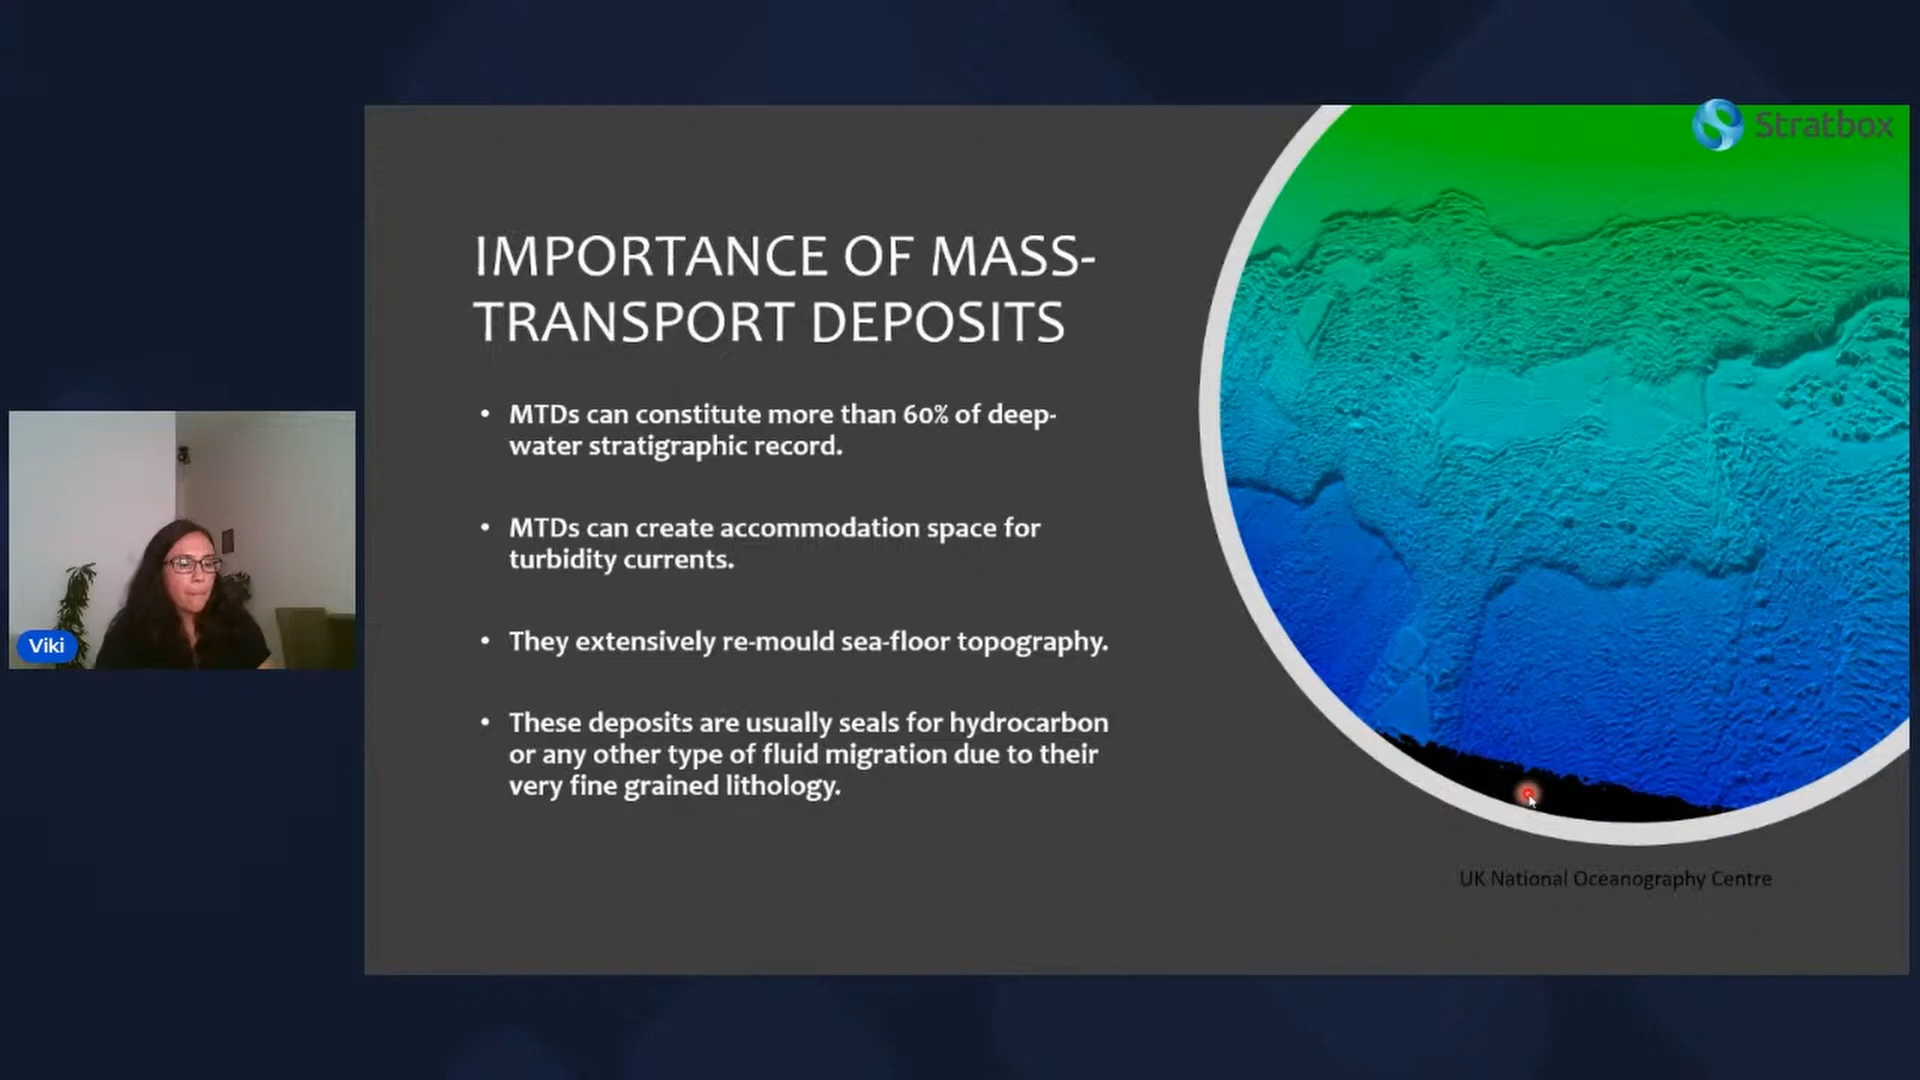 Stratbox
IMPORTANCE OF MASS-
TRANSPORT DEPOSITS
• MTDs can constitute more than 60% of deep-
water stratigraphic record.
• MTDs can create accommodation space for
turbidity currents.
• They extensively re-mould sea-floor topography.
• These deposits are usually seals for hydrocarbon
or any other type of fluid migration due to their
very fine grained lithology.
Viki
UK National Oceanography Centre